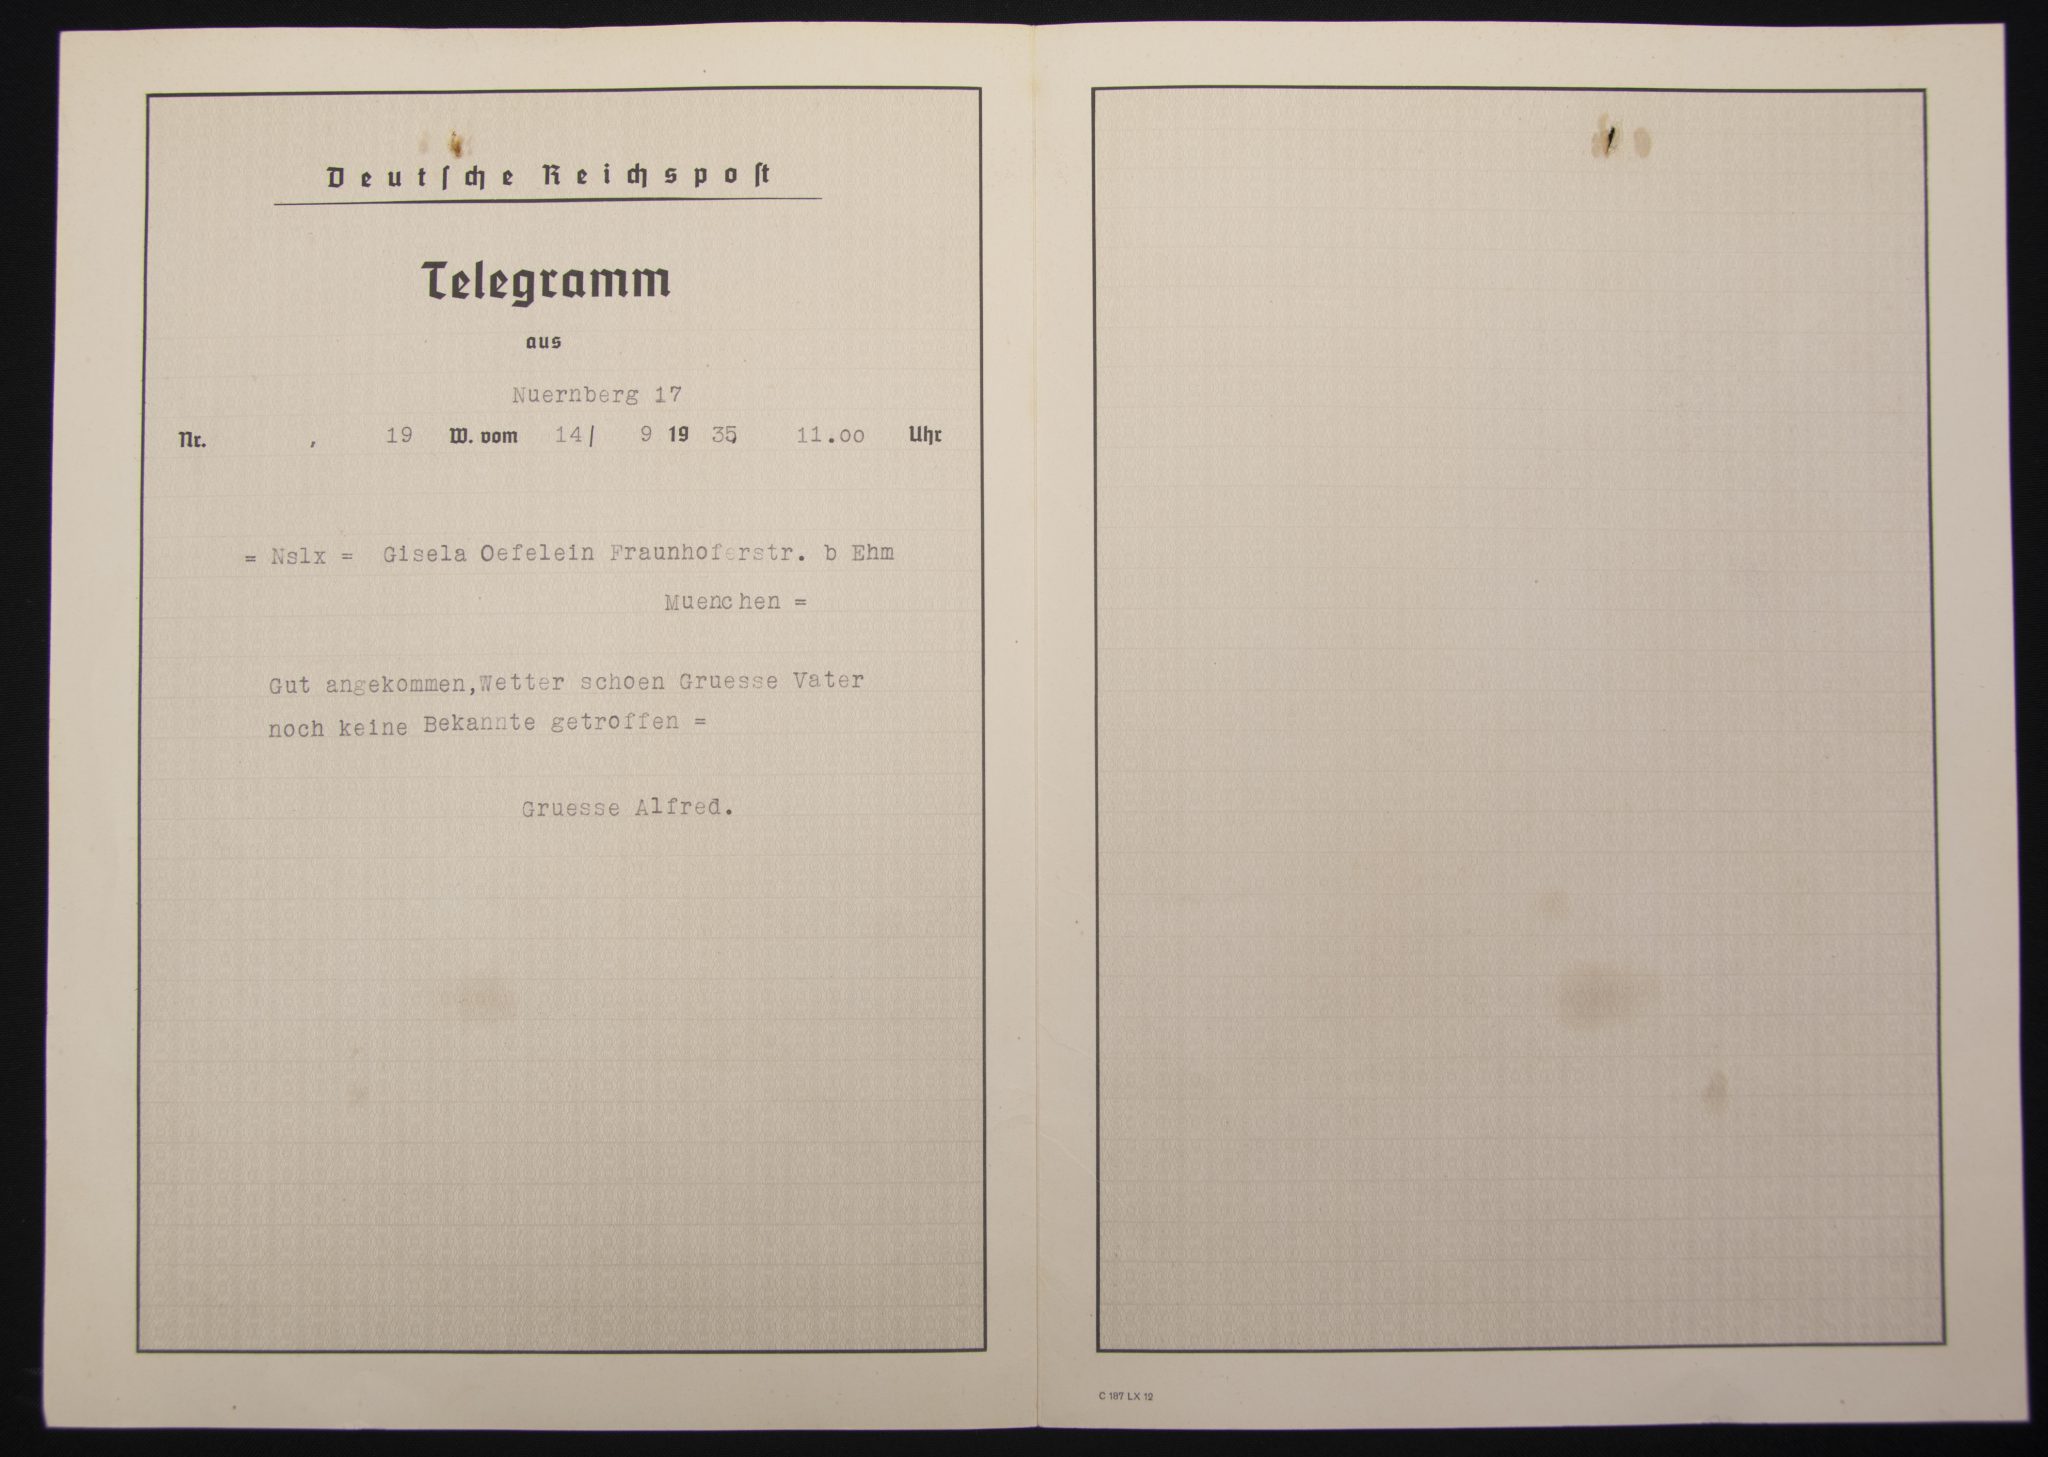 Deutsche Reichspost
Telegramm
aus
Nuernberg 17
Nr. , 19 W. vom 14/ 9 19 35, 11.oo Uhr
= Nslx = Gisela Oefelein Fraunhoferstr. b Ehm
Muenchen =
Gut angekommen,Wetter schoen Gruesse Vater
noch keine Bekannte getroffen =
Gruesse Alfred.
C 187 LX 12